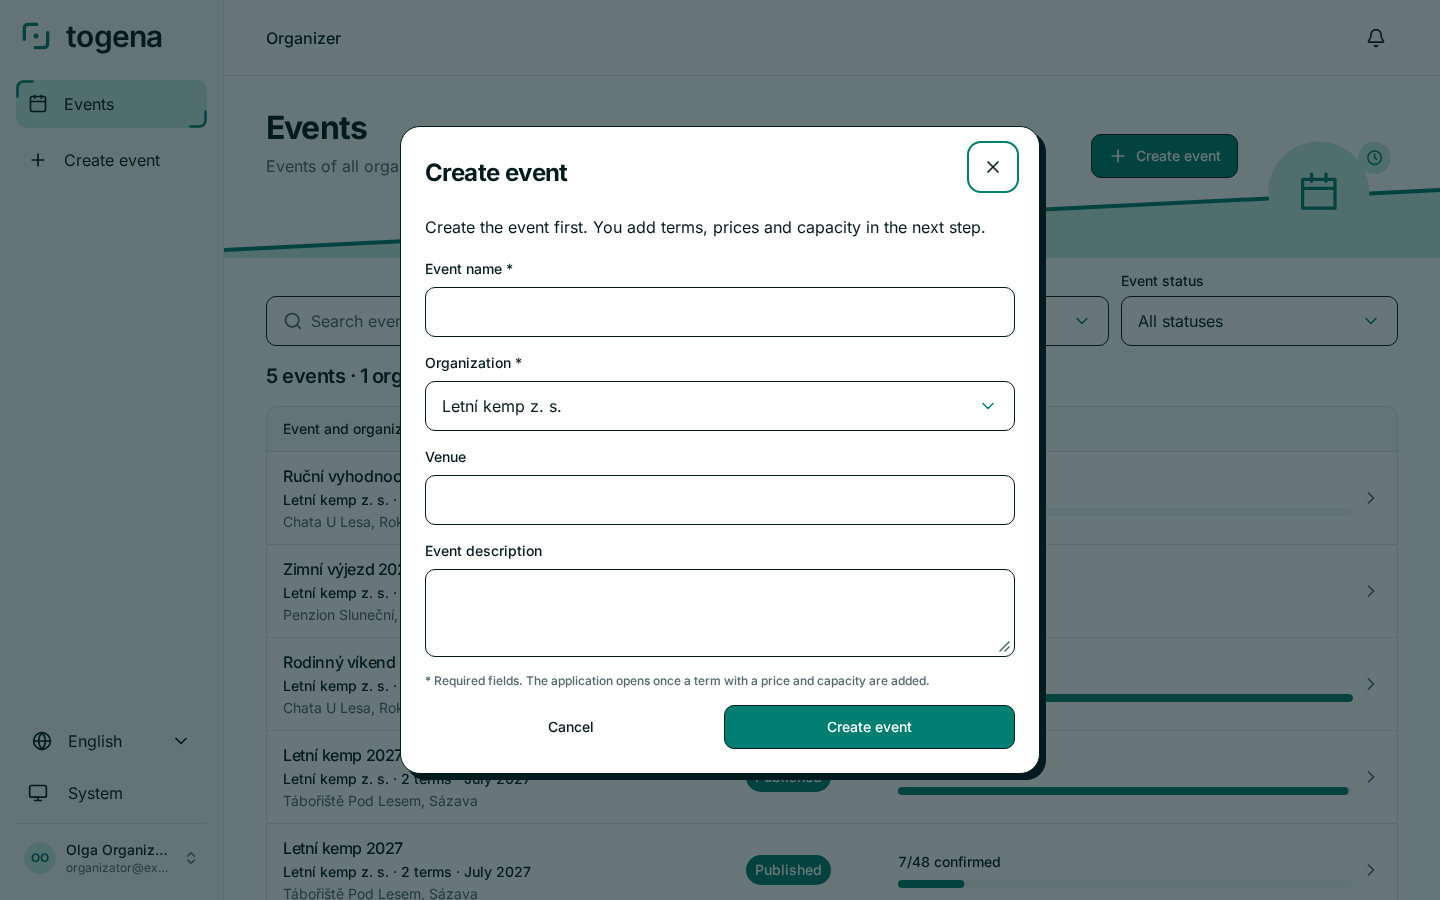 togena
Organizer
Events
Create event
Events
Events of all orga
Create event
Create event
Create the event first. You add terms, prices and capacity in the next step.
Event name *
Organization *
Letní kemp z. s.
Venue
Event description
* Required fields. The application opens once a term with a price and capacity are added.
Cancel
Create event
Event status
Search even
All statuses
5 events · 1 org
Event and organiz
Ruční vyhodnoc
Letní kemp z. s. ·
Chata U Lesa, Rok
Zimní výjezd 202
Letní kemp z. s. ·
Penzion Sluneční,
Rodinný víkend
Letní kemp z. s. ·
Chata U Lesa, Rok
Letní kemp 2027
Letní kemp z. s. · 2 terms · July 2027
Published
Tábořiště Pod Lesem, Sázava
Letní kemp 2027
Letní kemp z. s. · 2 terms · July 2027
Published
7/48 confirmed
Tábořiště Pod Lesem, Sázava
English
System
OO
Olga Organiz...
organizator@ex...